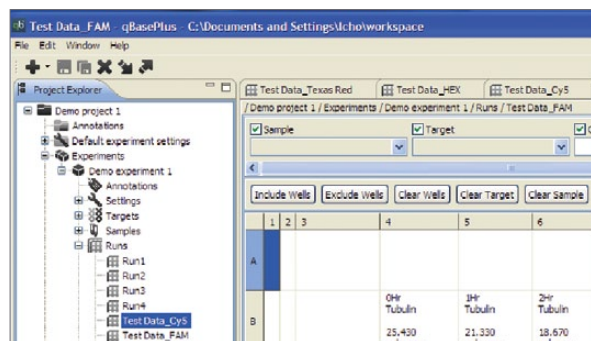 Test Data_FAM - qBasePlus - C:\Documents and Settings\lcho\workspace
File Edit Window Help
Project Explorer
Demo project 1
Annotations
Default experiment settings
Experiments
Demo experiment 1
Annotations
Settings
Targets
Samples
Runs
Run1
Run2
Run3
Run4
Test Data_Cy5
Test Data_FAM
Test Data_Texas Red Test Data_HEX Test Data_Cy5
/Demo project 1 / Experiments / Demo experiment 1 / Runs / Test Data_FAM
Sample Target
Include Wells Exclude Wells Clear Wells Clear Target Clear Sample
1 2 3 4 5 6
A
0Hr 1Hr 2Hr
Tubulin Tubulin Tubulin
B
25.430 21.330 18.670